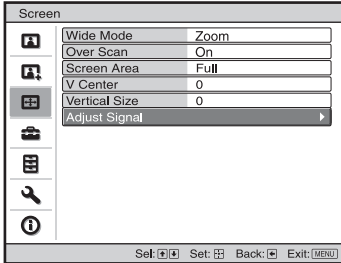 Screen
Wide Mode Zoom
Over Scan On
Screen Area Full
V Center 0
Vertical Size 0
Adjust Signal
Sel: Set: Back: Exit: MENU